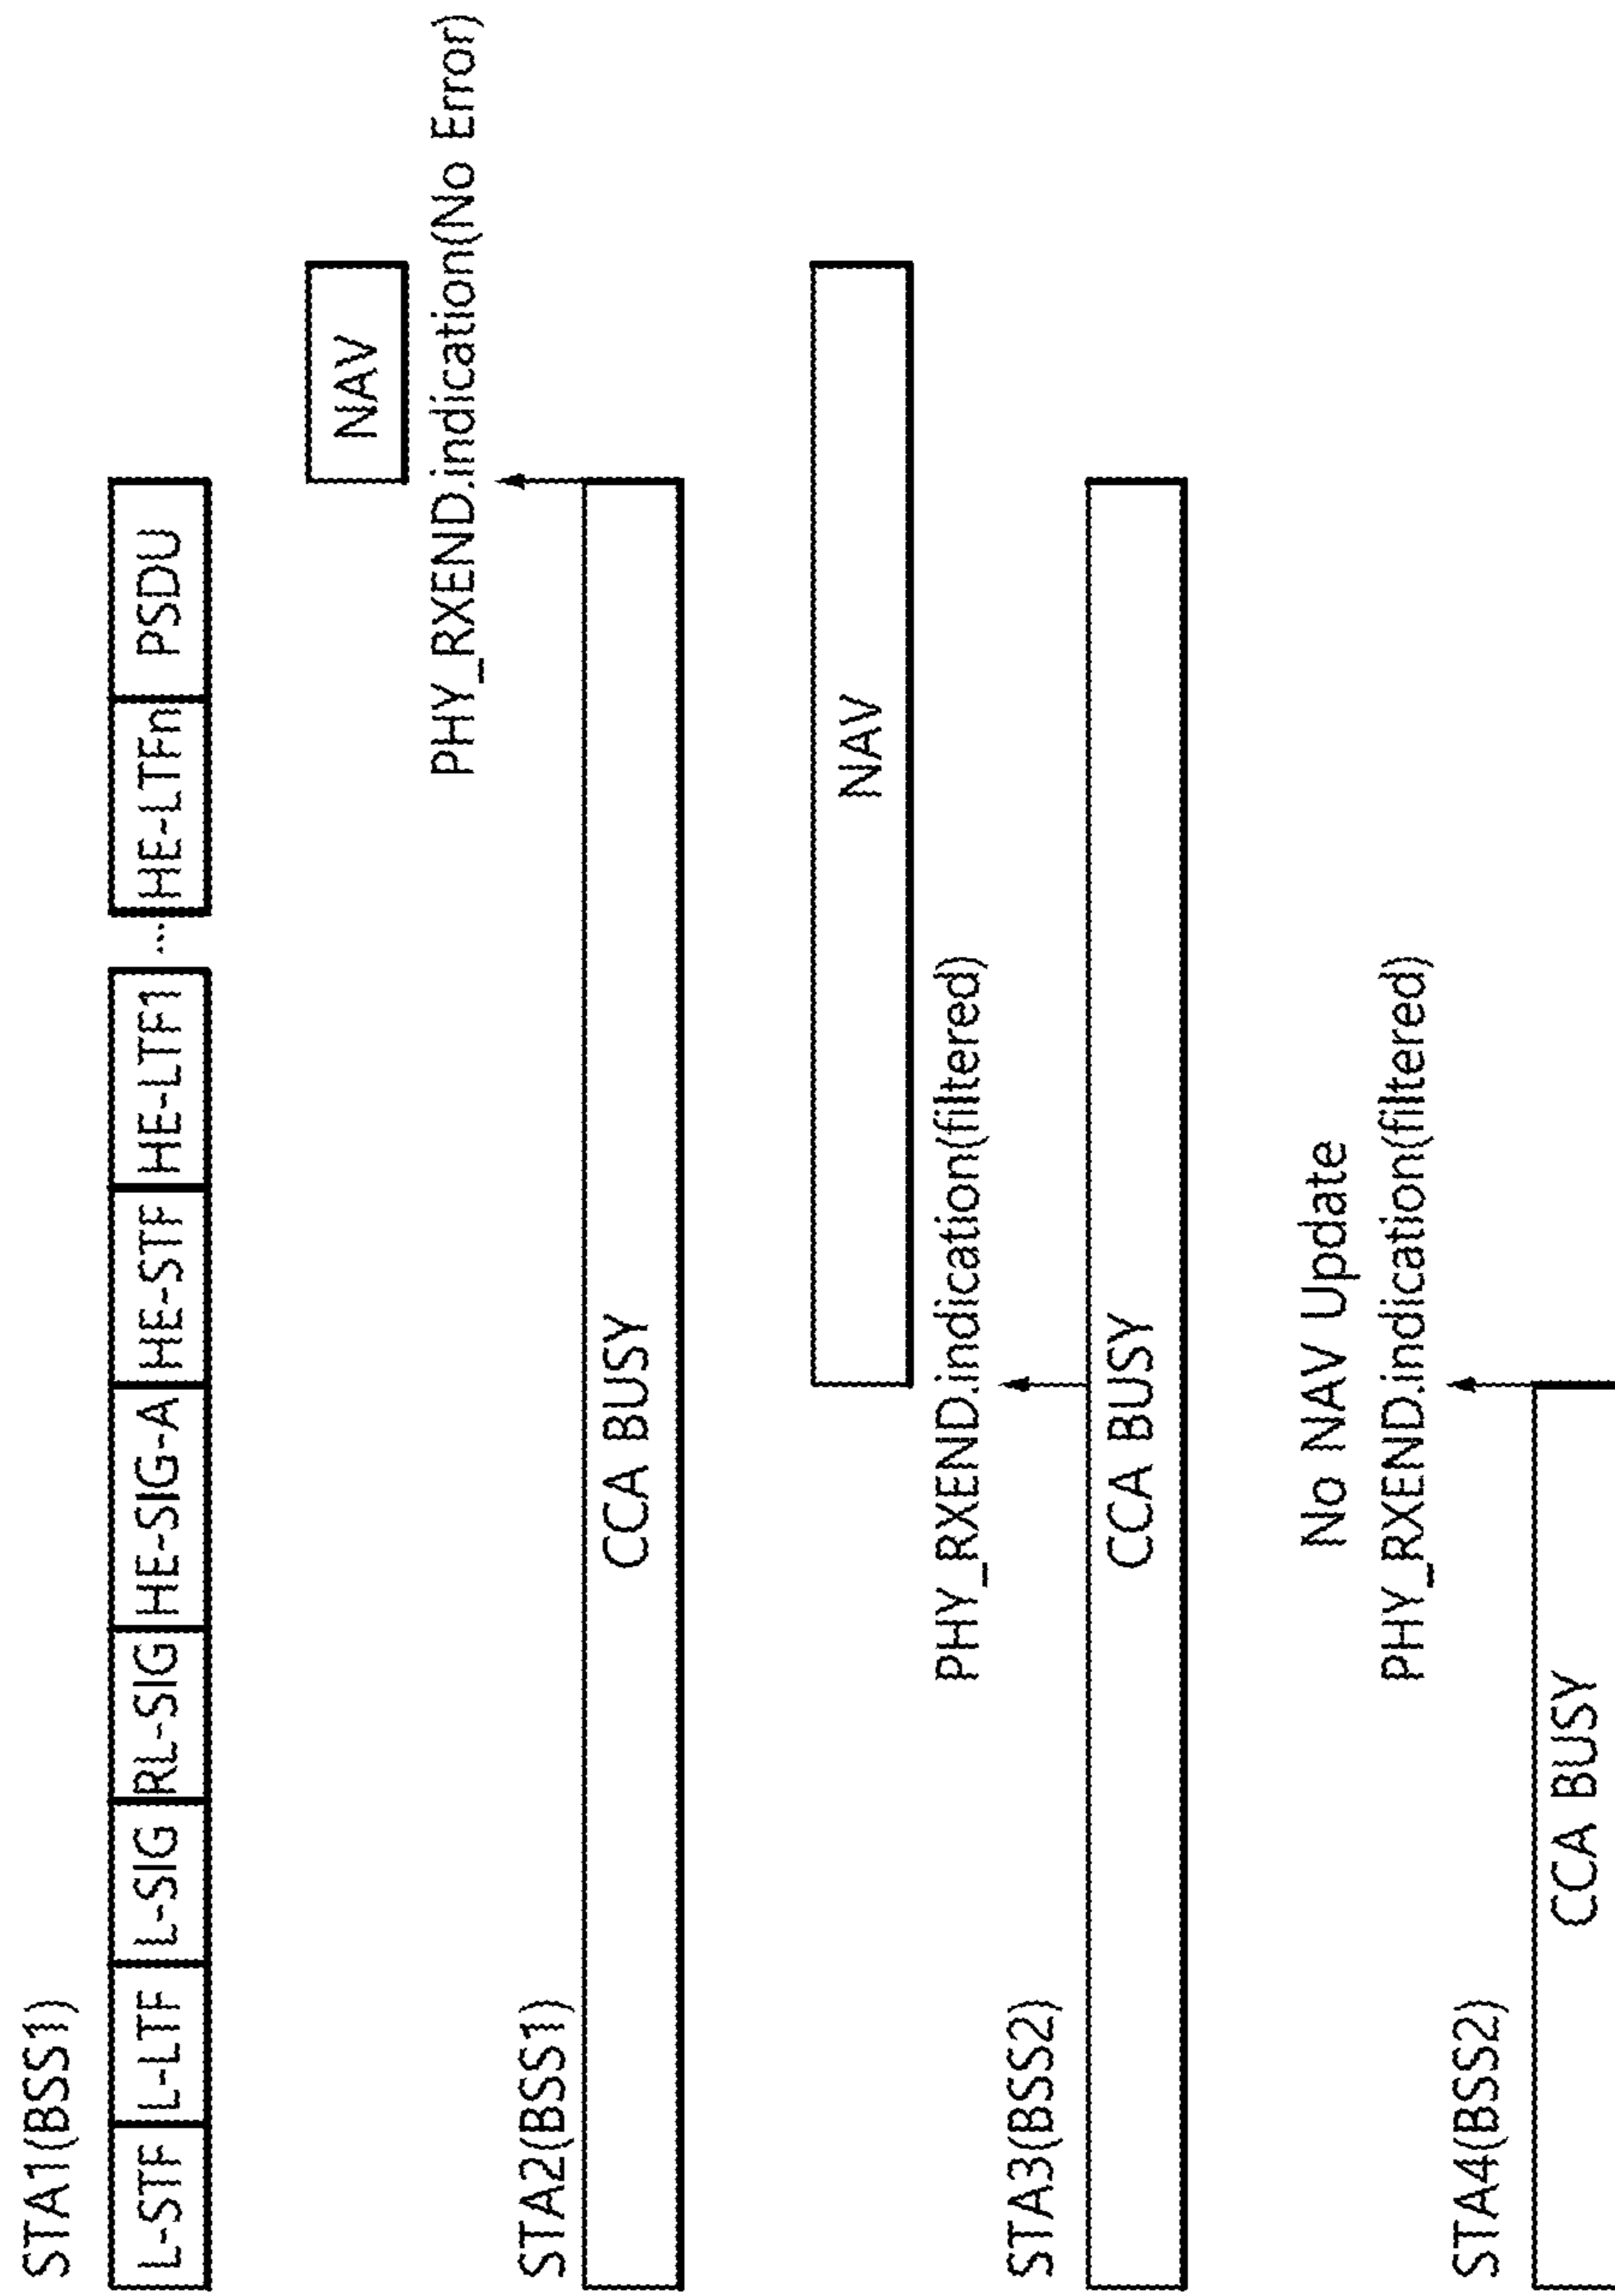 STA1(BSS1)
L-STF L-LTF L-SIG RL-SIG HE-SIG-A HE-STF HE-LTF1 ... HE-LTFn PSDU
NAV
PHY_RXEND.indication(No Error)
STA2(BSS1)
CCA BUSY
NAV
PHY_RXEND.indication(filtered)
STA3(BSS2)
CCA BUSY
No NAV Update
PHY_RXEND.indication(filtered)
STA4(BSS2)
CCA BUSY